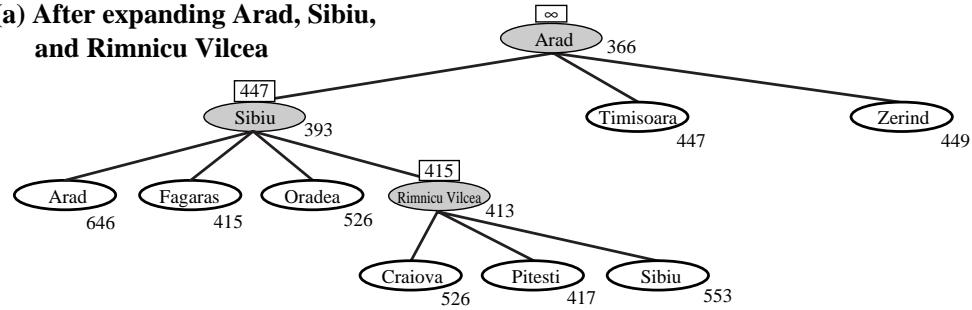 (a) After expanding Arad, Sibiu,
and Rimnicu Vilcea
∞
Arad
366
447
Sibiu
393
Timisoara
447
Zerind
449
Arad
646
Fagaras
415
Oradea
526
415
Rimnicu Vilcea
413
Craiova
526
Pitesti
417
Sibiu
553